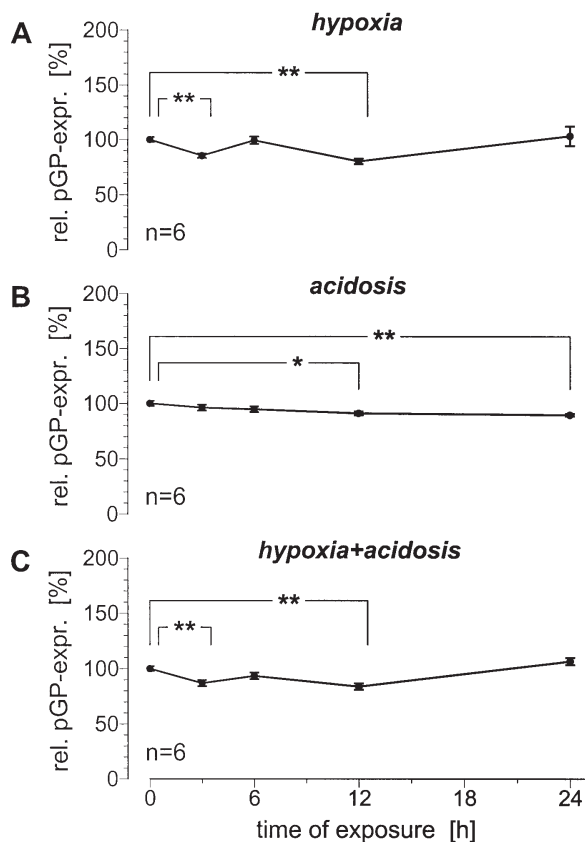 A
hypoxia
rel. pGP-expr. [%]
200
150
100
50
0
**
**
n=6
B
acidosis
rel. pGP-expr. [%]
200
150
100
50
0
**
*
n=6
C
hypoxia+acidosis
rel. pGP-expr. [%]
200
150
100
50
0
**
**
n=6
0 6 12 18 24
time of exposure [h]